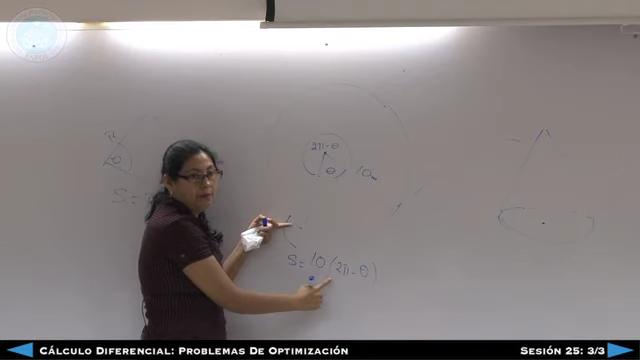 r
θ
S =
2π-θ
θ
10
S = 10 (2π - θ)
CÁLCULO DIFERENCIAL: PROBLEMAS DE OPTIMIZACIÓN
SESIÓN 25: 3/3